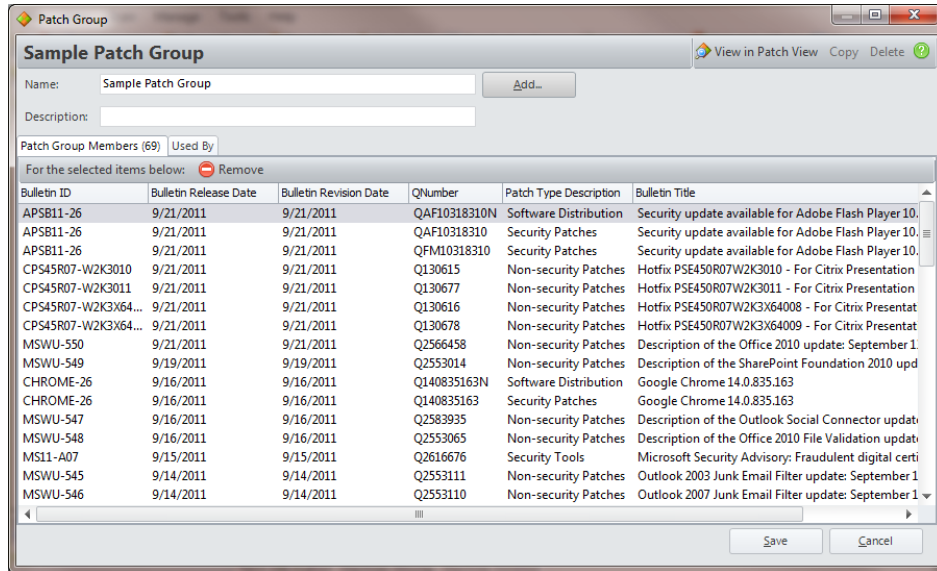 Patch Group
Sample Patch Group
View in Patch View Copy Delete ?
Name: Sample Patch Group Add...
Description:
Patch Group Members (69) Used By
For the selected items below: Remove
Bulletin ID Bulletin Release Date Bulletin Revision Date QNumber Patch Type Description Bulletin Title
APSB11-26 9/21/2011 9/21/2011 QAF10318310N Software Distribution Security update available for Adobe Flash Player 10.
APSB11-26 9/21/2011 9/21/2011 QAF10318310 Security Patches Security update available for Adobe Flash Player 10.
APSB11-26 9/21/2011 9/21/2011 QFM10318310 Security Patches Security update available for Adobe Flash Player 10.
CPS45R07-W2K3010 9/21/2011 9/21/2011 Q130615 Non-security Patches Hotfix PSE450R07W2K3010 - For Citrix Presentation
CPS45R07-W2K3011 9/21/2011 9/21/2011 Q130677 Non-security Patches Hotfix PSE450R07W2K3011 - For Citrix Presentation
CPS45R07-W2K3X64... 9/21/2011 9/21/2011 Q130616 Non-security Patches Hotfix PSE450R07W2K3X64008 - For Citrix Presentat
CPS45R07-W2K3X64... 9/21/2011 9/21/2011 Q130678 Non-security Patches Hotfix PSE450R07W2K3X64009 - For Citrix Presentat
MSWU-550 9/21/2011 9/21/2011 Q2566458 Non-security Patches Description of the Office 2010 update: September 1
MSWU-549 9/19/2011 9/19/2011 Q2553014 Non-security Patches Description of the SharePoint Foundation 2010 upd
CHROME-26 9/16/2011 9/16/2011 Q140835163N Software Distribution Google Chrome 14.0.835.163
CHROME-26 9/16/2011 9/16/2011 Q140835163 Security Patches Google Chrome 14.0.835.163
MSWU-547 9/16/2011 9/16/2011 Q2583935 Non-security Patches Description of the Outlook Social Connector updat
MSWU-548 9/16/2011 9/16/2011 Q2553065 Non-security Patches Description of the Office 2010 File Validation updat
MS11-A07 9/15/2011 9/15/2011 Q2616676 Security Tools Microsoft Security Advisory: Fraudulent digital certi
MSWU-545 9/14/2011 9/14/2011 Q2553111 Non-security Patches Outlook 2003 Junk Email Filter update: September 1
MSWU-546 9/14/2011 9/14/2011 Q2553110 Non-security Patches Outlook 2007 Junk Email Filter update: September 1
Save Cancel